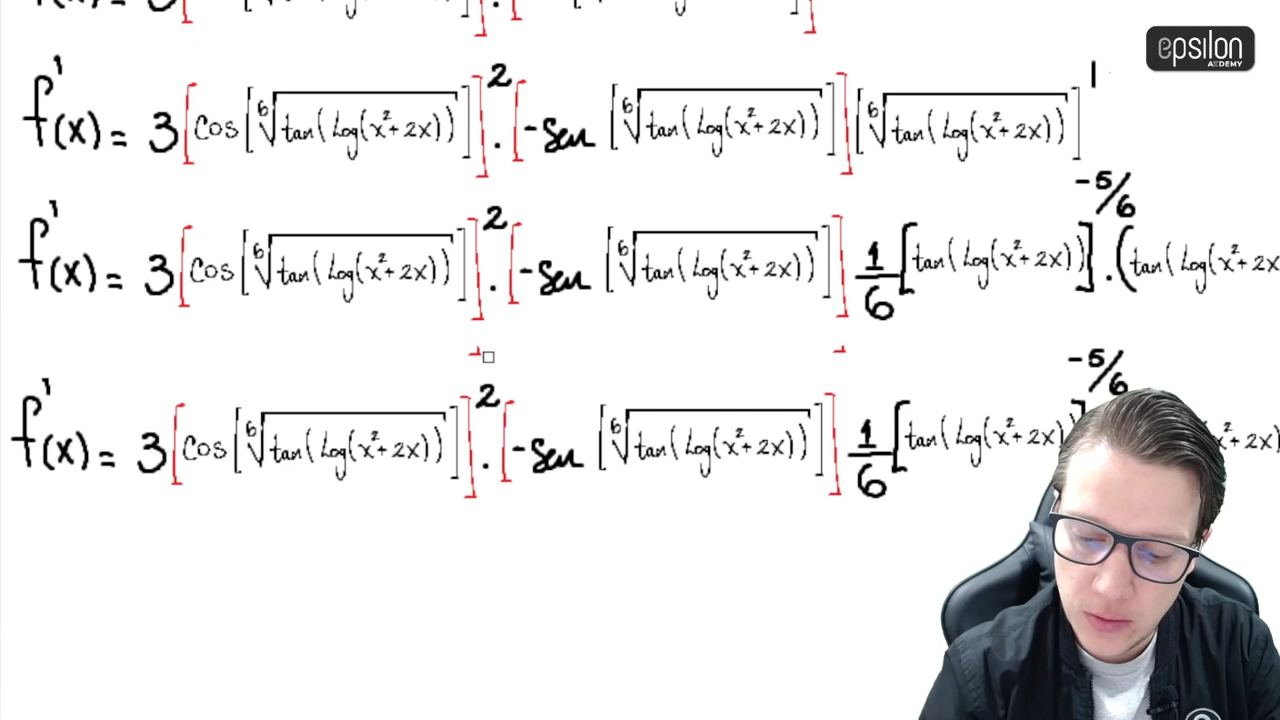 epsilon
ACADEMY
f'(x) = 3[cos[⁶√tan(Log(x²+2x))]]² · [-Sen [⁶√tan(Log(x²+2x))]] [⁶√tan(Log(x²+2x))]'
f'(x) = 3[cos[⁶√tan(Log(x²+2x))]]² · [-Sen [⁶√tan(Log(x²+2x))]] 1/6 [tan(Log(x²+2x))]^-5/6 · (tan(Log(x²+2x
f'(x) = 3[cos[⁶√tan(Log(x²+2x))]]² · [-Sen [⁶√tan(Log(x²+2x))]] 1/6 [tan(Log(x²+2x)]^-5/6 x²+2x)